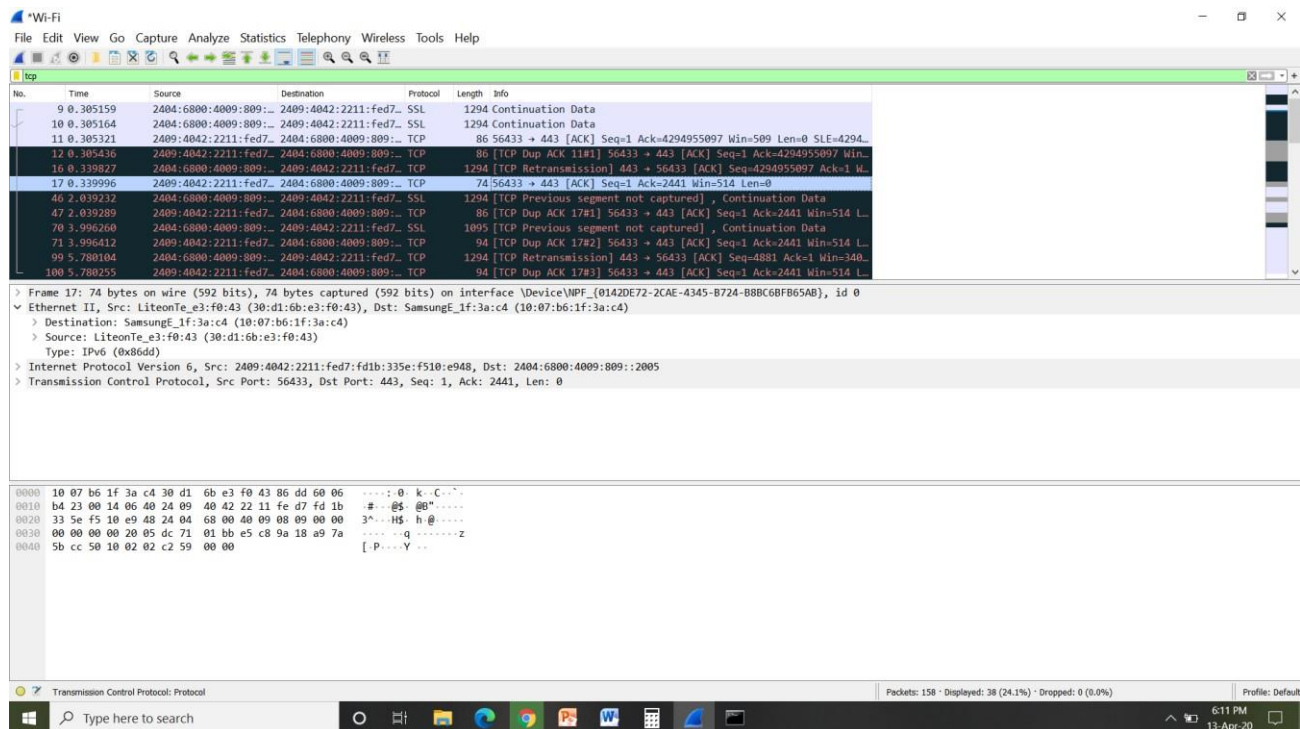 *Wi-Fi
File Edit View Go Capture Analyze Statistics Telephony Wireless Tools Help
tcp
No. Time Source Destination Protocol Length Info
9 0.305159 2404:6800:4009:809:… 2409:4042:2211:fed7… SSL 1294 Continuation Data
10 0.305164 2404:6800:4009:809:… 2409:4042:2211:fed7… SSL 1294 Continuation Data
11 0.305321 2409:4042:2211:fed7… 2404:6800:4009:809:… TCP 86 56433 → 443 [ACK] Seq=1 Ack=4294955097 Win=509 Len=0 SLE=4294…
12 0.305436 2409:4042:2211:fed7… 2404:6800:4009:809:… TCP 86 [TCP Dup ACK 11#1] 56433 → 443 [ACK] Seq=1 Ack=4294955097 Win…
16 0.339827 2404:6800:4009:809:… 2409:4042:2211:fed7… TCP 1294 [TCP Retransmission] 443 → 56433 [ACK] Seq=4294955097 Ack=1 W…
17 0.339996 2409:4042:2211:fed7… 2404:6800:4009:809:… TCP 74 56433 → 443 [ACK] Seq=1 Ack=2441 Win=514 Len=0
46 2.039232 2404:6800:4009:809:… 2409:4042:2211:fed7… SSL 1294 [TCP Previous segment not captured] , Continuation Data
47 2.039289 2409:4042:2211:fed7… 2404:6800:4009:809:… TCP 86 [TCP Dup ACK 17#1] 56433 → 443 [ACK] Seq=1 Ack=2441 Win=514 L…
70 3.996260 2404:6800:4009:809:… 2409:4042:2211:fed7… SSL 1095 [TCP Previous segment not captured] , Continuation Data
71 3.996412 2409:4042:2211:fed7… 2404:6800:4009:809:… TCP 94 [TCP Dup ACK 17#2] 56433 → 443 [ACK] Seq=1 Ack=2441 Win=514 L…
99 5.780104 2404:6800:4009:809:… 2409:4042:2211:fed7… TCP 1294 [TCP Retransmission] 443 → 56433 [ACK] Seq=4881 Ack=1 Win=340…
100 5.780255 2409:4042:2211:fed7… 2404:6800:4009:809:… TCP 94 [TCP Dup ACK 17#3] 56433 → 443 [ACK] Seq=1 Ack=2441 Win=514 L…
Frame 17: 74 bytes on wire (592 bits), 74 bytes captured (592 bits) on interface \Device\NPF_{0142DE72-2CAE-4345-B724-B8BC6BFB65AB}, id 0
Ethernet II, Src: LiteonTe_e3:f0:43 (30:d1:6b:e3:f0:43), Dst: SamsungE_1f:3a:c4 (10:07:b6:1f:3a:c4)
Destination: SamsungE_1f:3a:c4 (10:07:b6:1f:3a:c4)
Source: LiteonTe_e3:f0:43 (30:d1:6b:e3:f0:43)
Type: IPv6 (0x86dd)
Internet Protocol Version 6, Src: 2409:4042:2211:fed7:fd1b:335e:f510:e948, Dst: 2404:6800:4009:809::2005
Transmission Control Protocol, Src Port: 56433, Dst Port: 443, Seq: 1, Ack: 2441, Len: 0
0000 10 07 b6 1f 3a c4 30 d1 6b e3 f0 43 86 dd 60 06 ····:·0· k··C··`·
0010 b4 23 00 14 06 40 24 09 40 42 22 11 fe d7 fd 1b ·#···@$· @B"·····
0020 33 5e f5 10 e9 48 24 04 68 00 40 09 08 09 00 00 3^···H$· h·@·····
0030 00 00 00 00 20 05 dc 71 01 bb e5 c8 9a 18 a9 7a ···· ··q ·······z
0040 5b cc 50 10 02 02 c2 59 00 00 [·P····Y ··
Transmission Control Protocol: Protocol Packets: 158 · Displayed: 38 (24.1%) · Dropped: 0 (0.0%) Profile: Default
Type here to search
6:11 PM
13-Apr-20